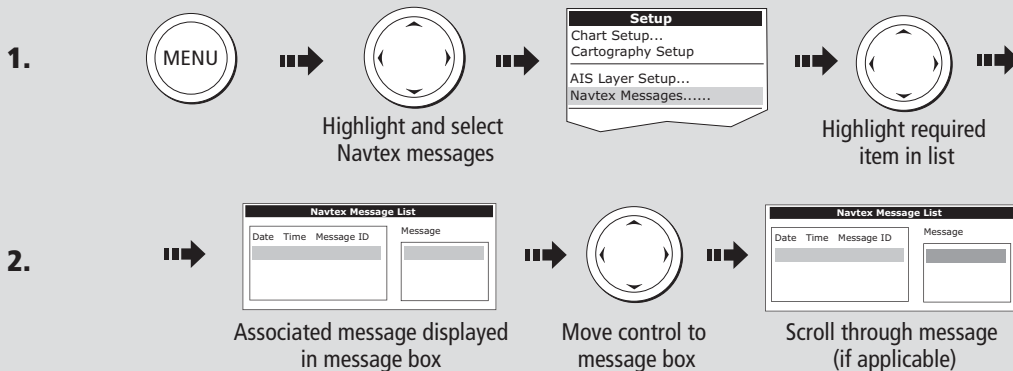 1.
MENU
Highlight and select
Navtex messages
Setup
Chart Setup...
Cartography Setup
AIS Layer Setup...
Navtex Messages......
Highlight required
item in list
2.
Navtex Message List
Date Time Message ID
Message
Associated message displayed
in message box
Move control to
message box
Navtex Message List
Date Time Message ID
Message
Scroll through message
(if applicable)